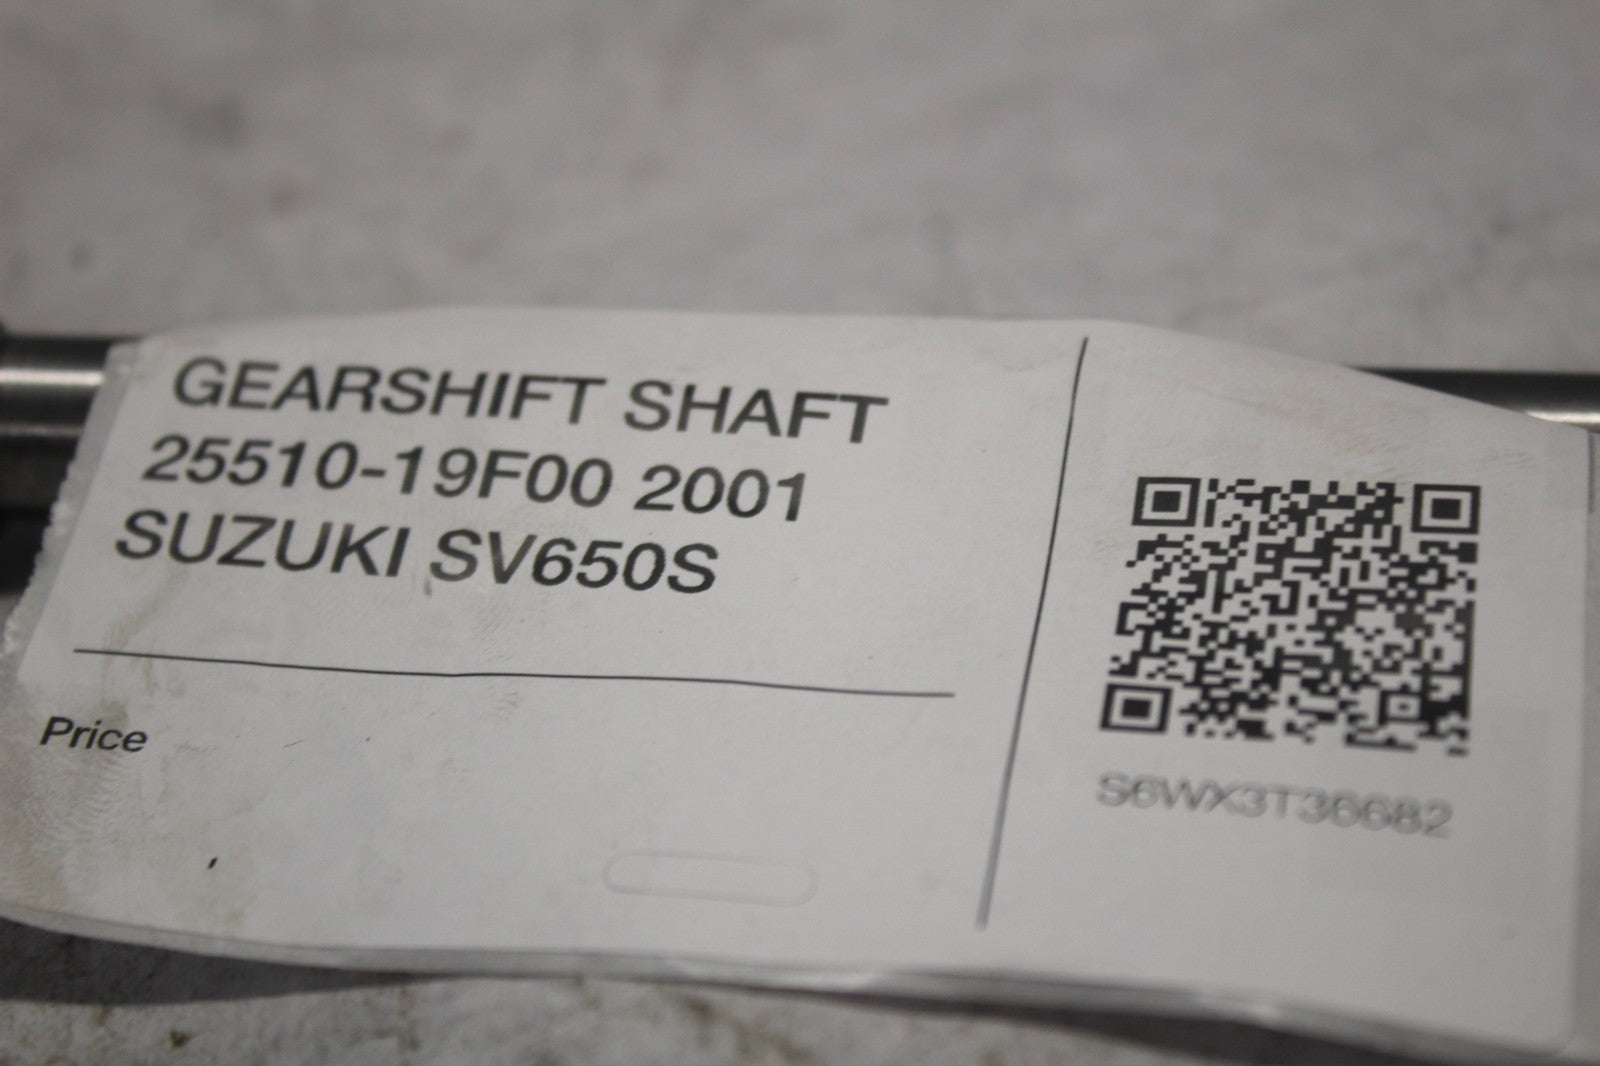 GEARSHIFT SHAFT
25510-19F00 2001
SUZUKI SV650S
Price
S6WX3T36682